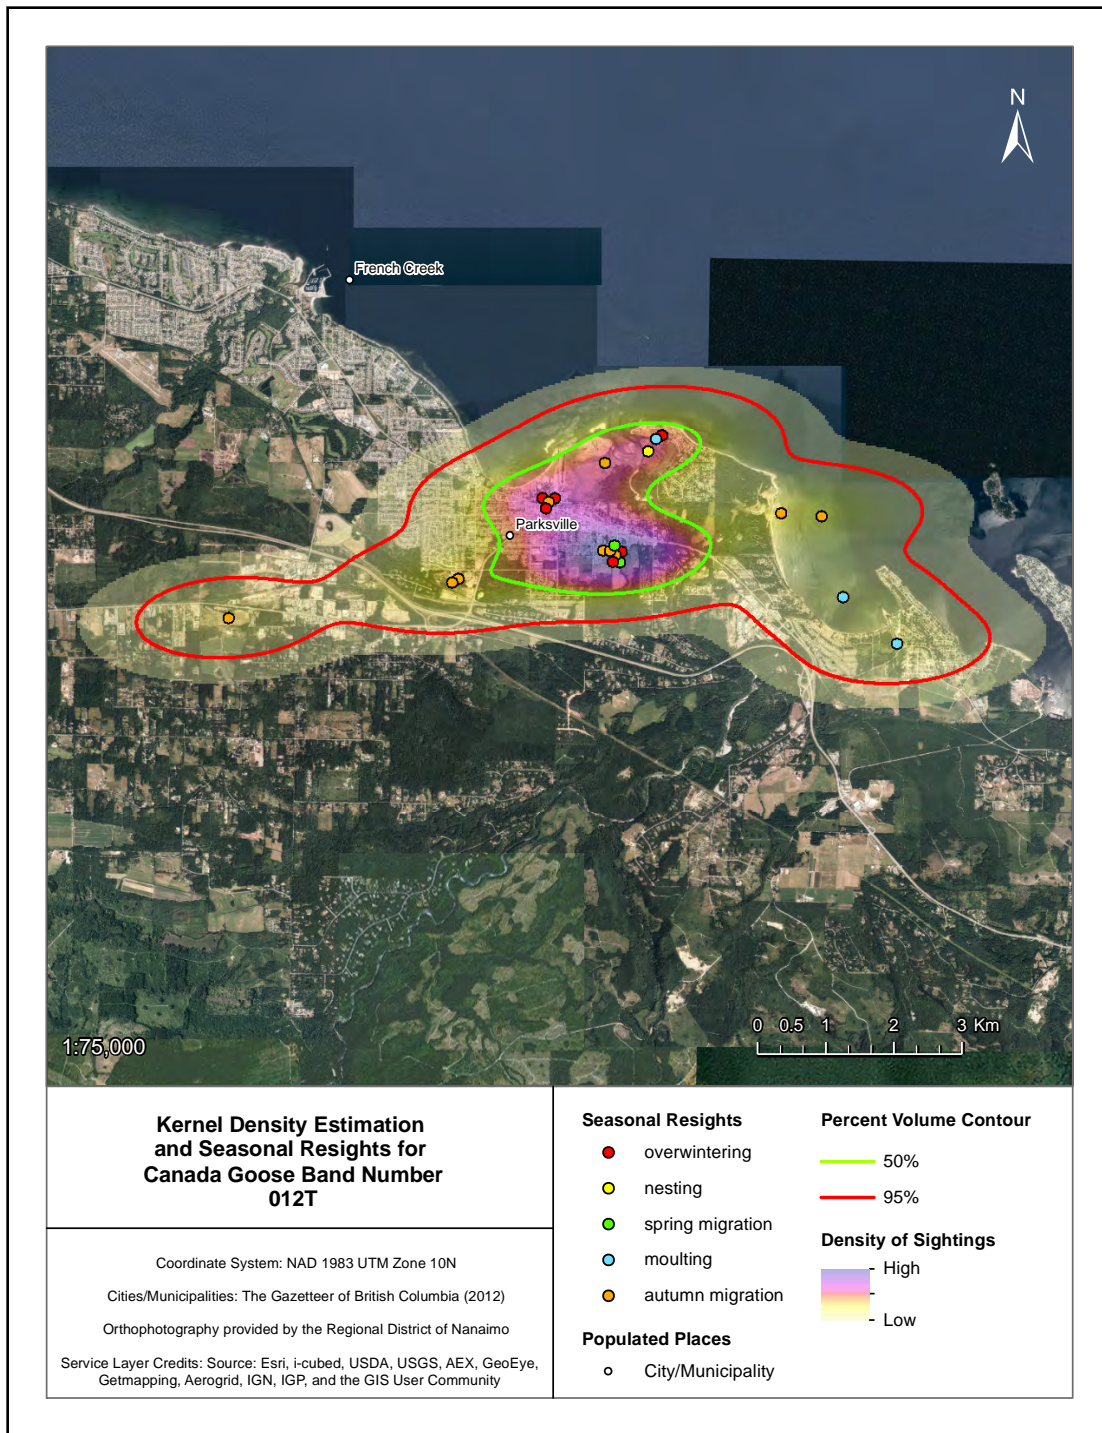 N
French Creek
Parksville
0 0.5 1 2 3 Km
1:75,000
Kernel Density Estimation
and Seasonal Resights for
Canada Goose Band Number
012T
Coordinate System: NAD 1983 UTM Zone 10N
Cities/Municipalities: The Gazetteer of British Columbia (2012)
Orthophotography provided by the Regional District of Nanaimo
Service Layer Credits: Source: Esri, i-cubed, USDA, USGS, AEX, GeoEye,
Getmapping, Aerogrid, IGN, IGP, and the GIS User Community
Seasonal Resights
overwintering
nesting
spring migration
moulting
autumn migration
Populated Places
City/Municipality
Percent Volume Contour
50%
95%
Density of Sightings
High
Low